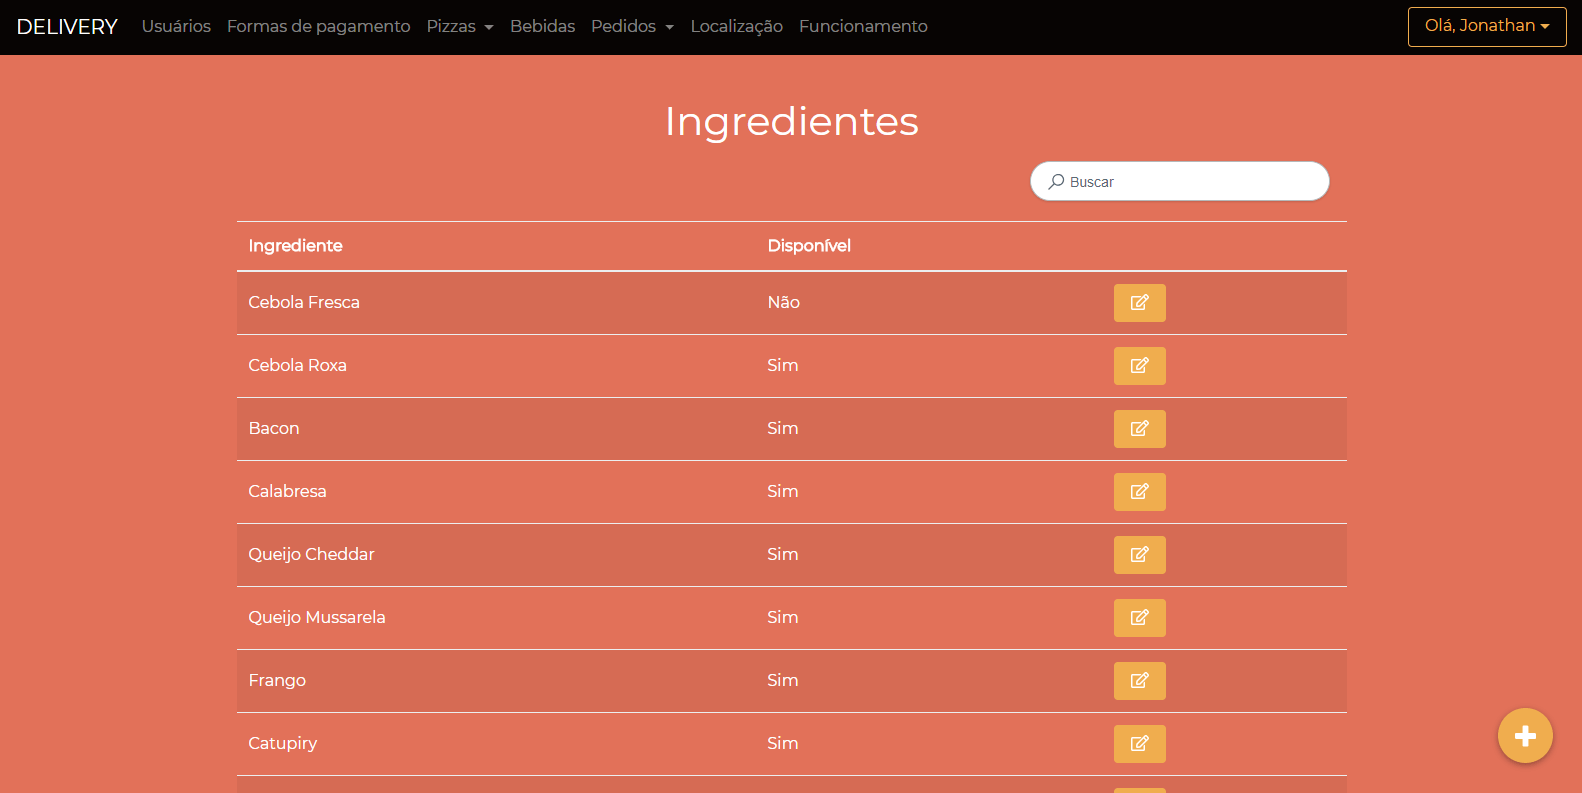 DELIVERY Usuários Formas de pagamento Pizzas Bebidas Pedidos Localização Funcionamento Olá, Jonathan
Ingredientes
Buscar
Ingrediente Disponível
Cebola Fresca Não
Cebola Roxa Sim
Bacon Sim
Calabresa Sim
Queijo Cheddar Sim
Queijo Mussarela Sim
Frango Sim
Catupiry Sim